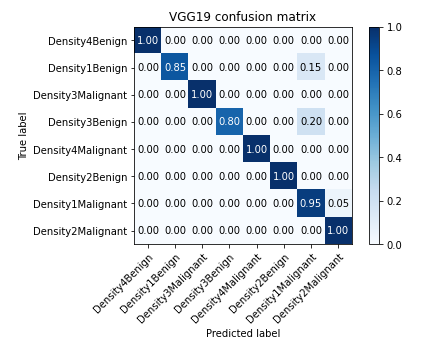 VGG19 confusion matrix
True label
Density4Benign 1.00 0.00 0.00 0.00 0.00 0.00 0.00 0.00
Density1Benign 0.00 0.85 0.00 0.00 0.00 0.00 0.15 0.00
Density3Malignant 0.00 0.00 1.00 0.00 0.00 0.00 0.00 0.00
Density3Benign 0.00 0.00 0.00 0.80 0.00 0.00 0.20 0.00
Density4Malignant 0.00 0.00 0.00 0.00 1.00 0.00 0.00 0.00
Density2Benign 0.00 0.00 0.00 0.00 0.00 1.00 0.00 0.00
Density1Malignant 0.00 0.00 0.00 0.00 0.00 0.00 0.95 0.05
Density2Malignant 0.00 0.00 0.00 0.00 0.00 0.00 0.00 1.00
Density4Benign
Density1Benign
Density3Malignant
Density3Benign
Density4Malignant
Density2Benign
Density1Malignant
Density2Malignant
Predicted label
1.0
0.8
0.6
0.4
0.2
0.0